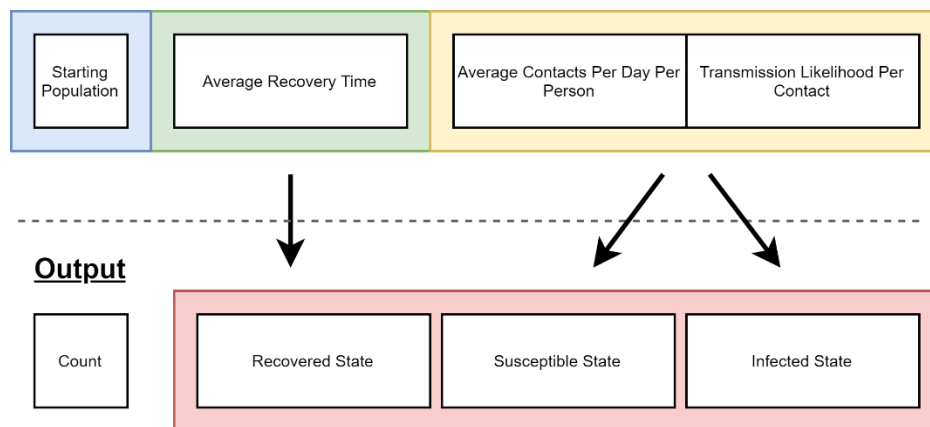 Starting
Population
Average Recovery Time
Average Contacts Per Day Per
Person
Transmission Likelihood Per
Contact
Output
Count
Recovered State
Susceptible State
Infected State